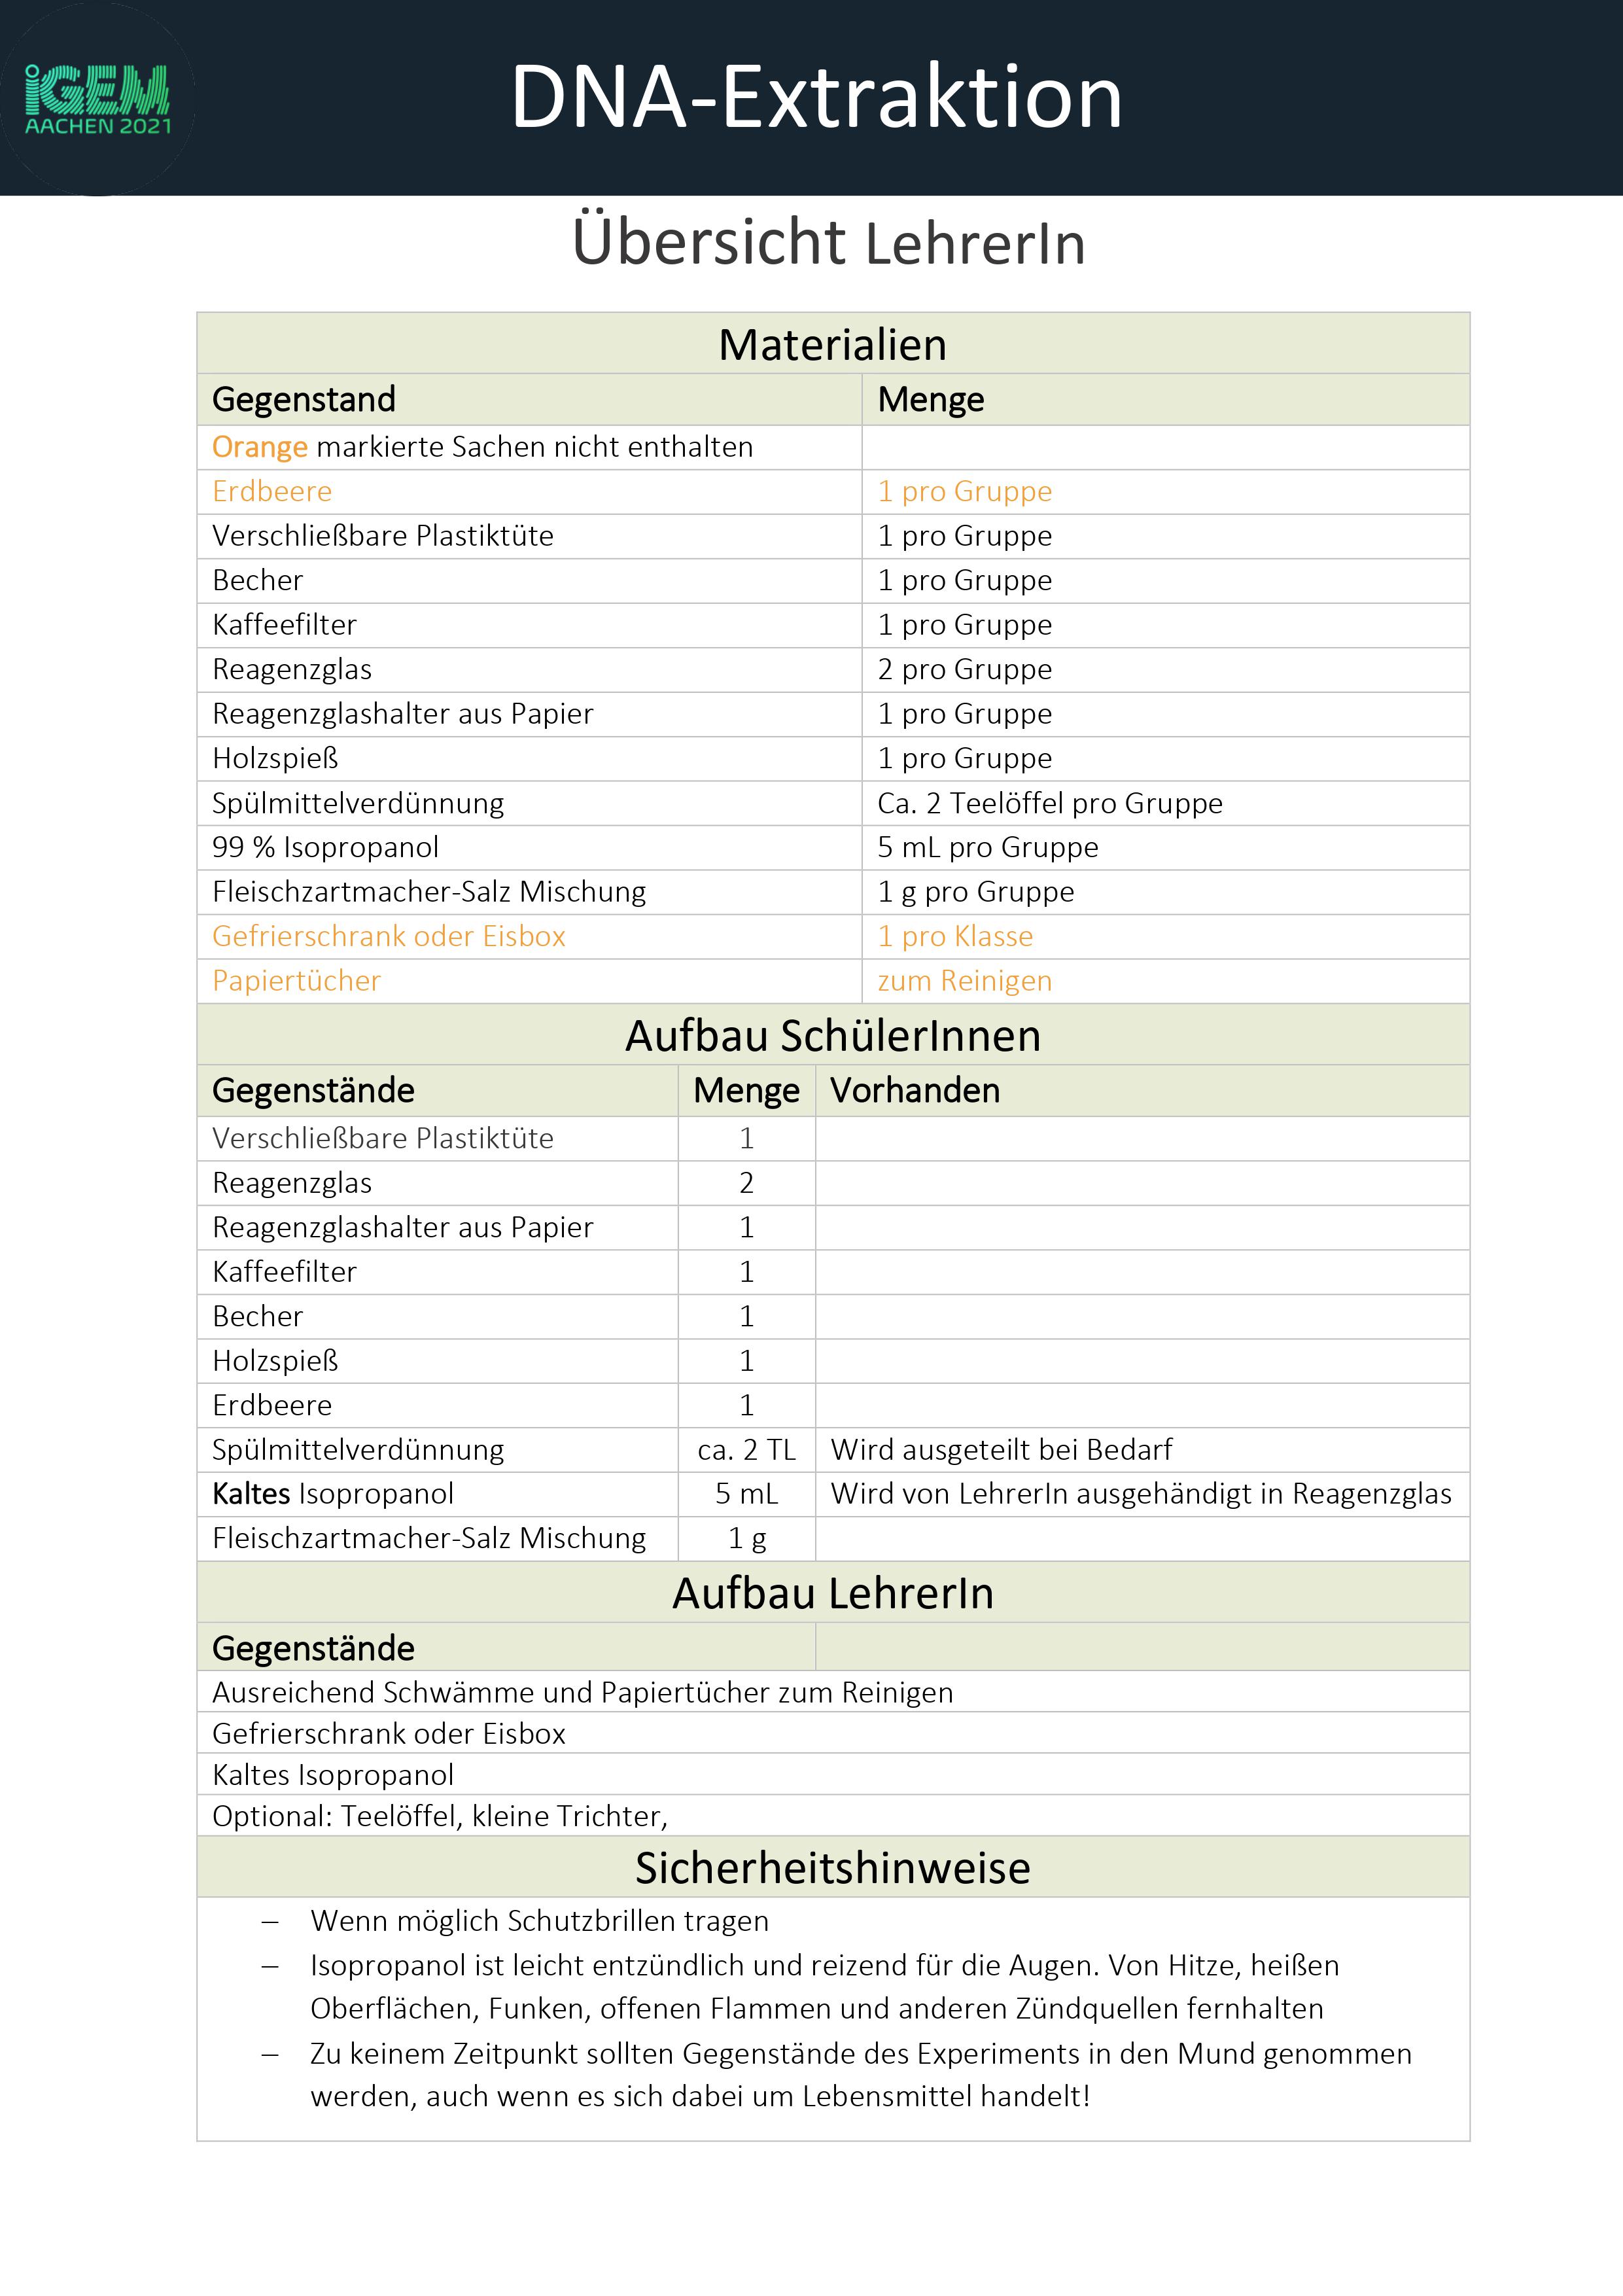 iGEM
AACHEN 2021
DNA-Extraktion
Übersicht LehrerIn
Materialien
Gegenstand Menge
Orange markierte Sachen nicht enthalten
Erdbeere 1 pro Gruppe
Verschließbare Plastiktüte 1 pro Gruppe
Becher 1 pro Gruppe
Kaffeefilter 1 pro Gruppe
Reagenzglas 2 pro Gruppe
Reagenzglashalter aus Papier 1 pro Gruppe
Holzspieß 1 pro Gruppe
Spülmittelverdünnung Ca. 2 Teelöffel pro Gruppe
99 % Isopropanol 5 mL pro Gruppe
Fleischzartmacher-Salz Mischung 1 g pro Gruppe
Gefrierschrank oder Eisbox 1 pro Klasse
Papiertücher zum Reinigen
Aufbau SchülerInnen
Gegenstände Menge Vorhanden
Verschließbare Plastiktüte 1
Reagenzglas 2
Reagenzglashalter aus Papier 1
Kaffeefilter 1
Becher 1
Holzspieß 1
Erdbeere 1
Spülmittelverdünnung ca. 2 TL Wird ausgeteilt bei Bedarf
Kaltes Isopropanol 5 mL Wird von LehrerIn ausgehändigt in Reagenzglas
Fleischzartmacher-Salz Mischung 1 g
Aufbau LehrerIn
Gegenstände
Ausreichend Schwämme und Papiertücher zum Reinigen
Gefrierschrank oder Eisbox
Kaltes Isopropanol
Optional: Teelöffel, kleine Trichter,
Sicherheitshinweise
– Wenn möglich Schutzbrillen tragen
– Isopropanol ist leicht entzündlich und reizend für die Augen. Von Hitze, heißen
Oberflächen, Funken, offenen Flammen und anderen Zündquellen fernhalten
– Zu keinem Zeitpunkt sollten Gegenstände des Experiments in den Mund genommen
werden, auch wenn es sich dabei um Lebensmittel handelt!